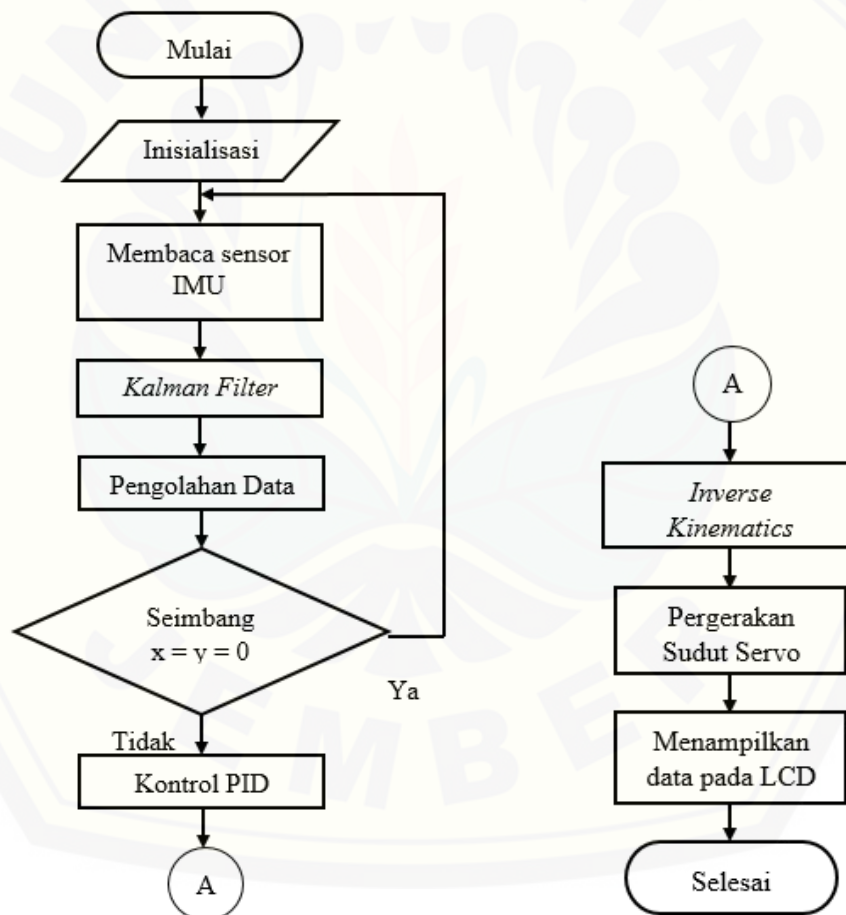 Mulai
Inisialisasi
Membaca sensor
IMU
Kalman Filter
Pengolahan Data
Seimbang
x = y = 0
Ya
Tidak
Kontrol PID
A
A
Inverse
Kinematics
Pergerakan
Sudut Servo
Menampilkan
data pada LCD
Selesai
JEMBER